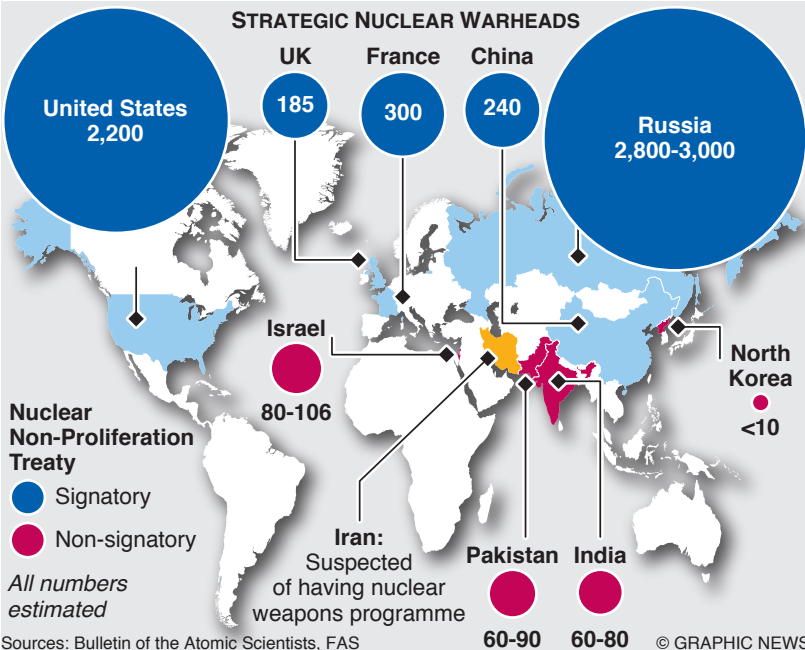 STRATEGIC NUCLEAR WARHEADS
UK
France
China
United States
2,200
185
300
240
Russia
2,800-3,000
Israel
80-106
North
Korea
<10
Nuclear
Non-Proliferation
Treaty
Signatory
Non-signatory
All numbers
estimated
Iran:
Suspected
of having nuclear
weapons programme
Pakistan
60-90
India
60-80
Sources: Bulletin of the Atomic Scientists, FAS
© GRAPHIC NEWS